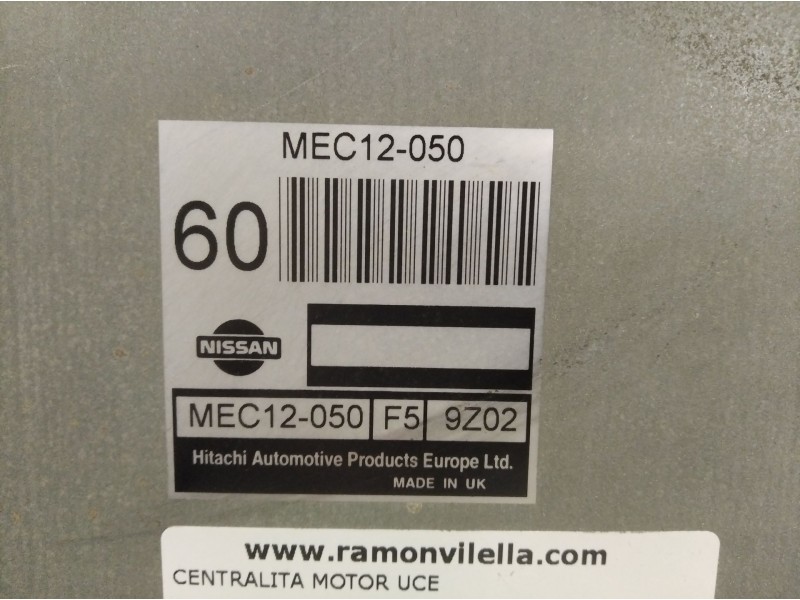 MEC12-050
60
NISSAN
MEC12-050 F5 9Z02
Hitachi Automotive Products Europe Ltd.
MADE IN UK
www.ramonvilella.com
CENTRALITA MOTOR UCE